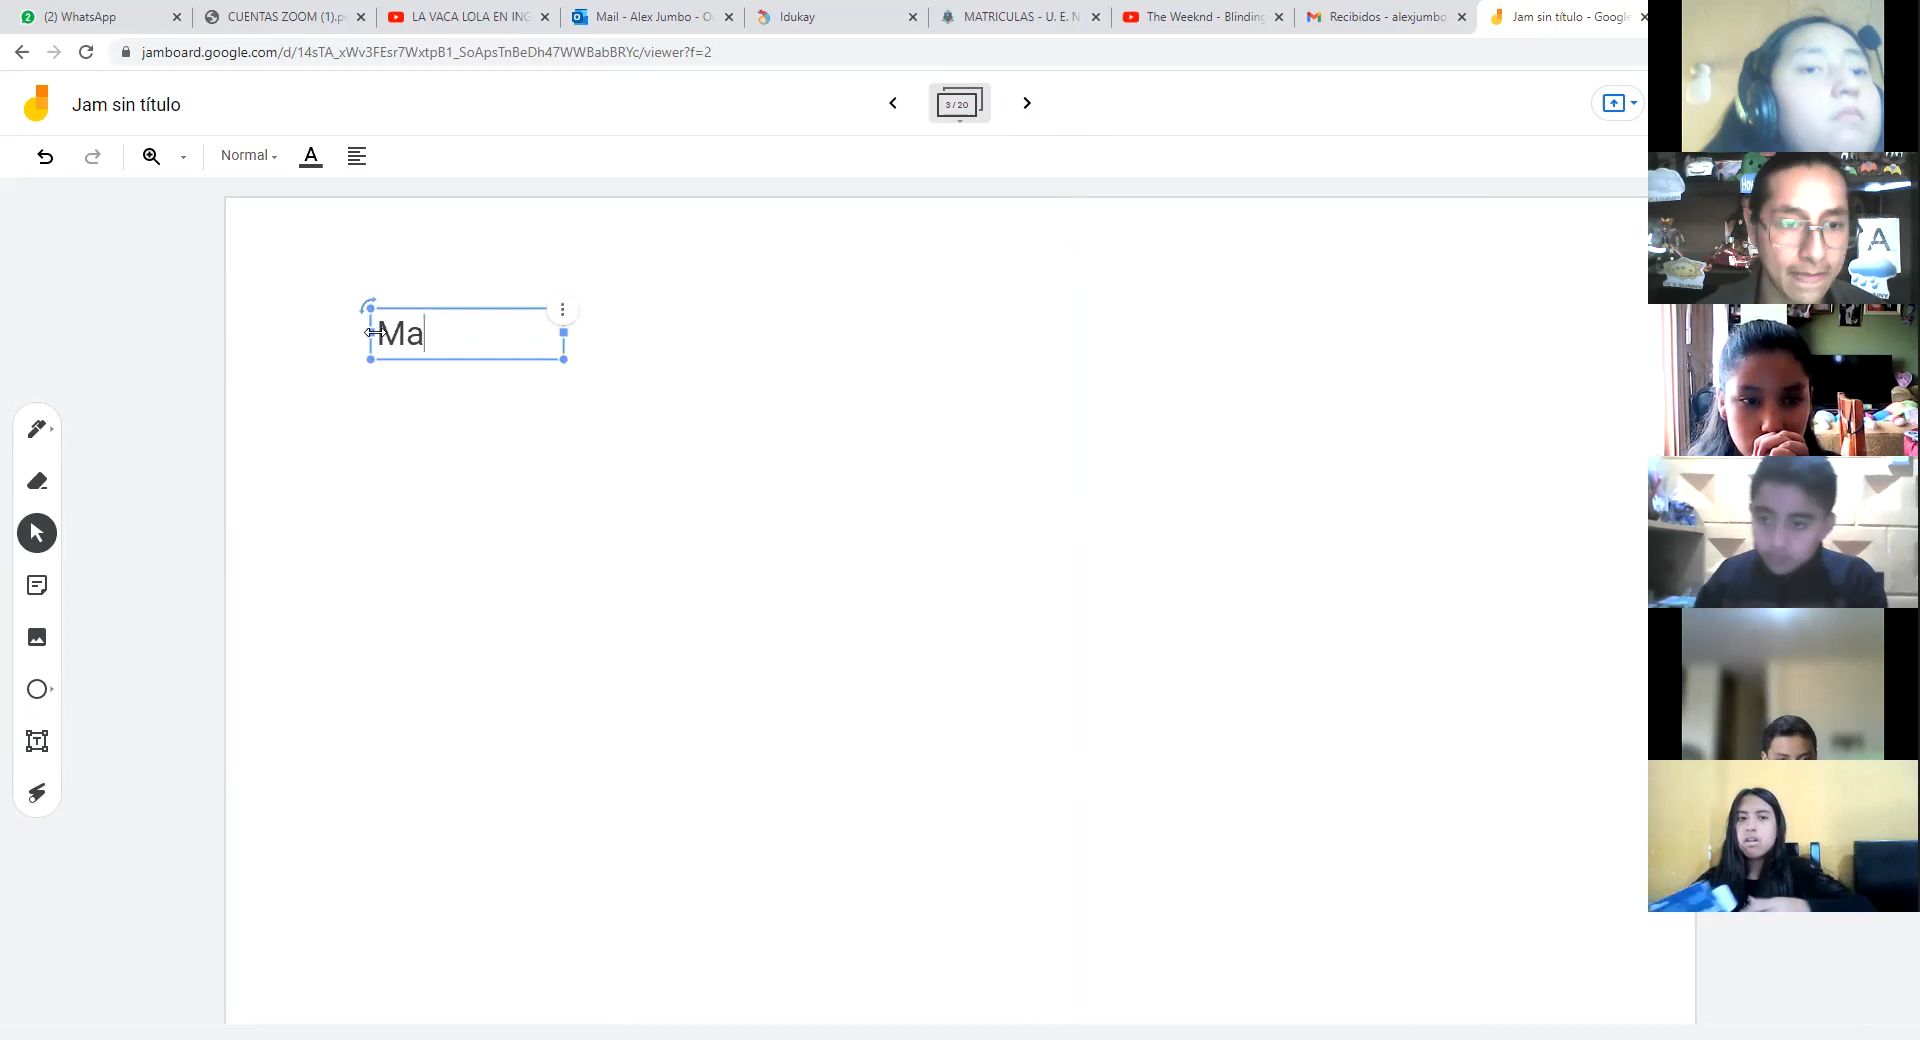 (2) WhatsApp
CUENTAS ZOOM (1).p
LA VACA LOLA EN ING
Mail - Alex Jumbo - O
Idukay
MATRICULAS - U. E. N
The Weeknd - Blinding
Recibidos - alexjumbo
Jam sin título - Google
jamboard.google.com/d/14sTA_xWv3FEsr7WxtpB1_SoApsTnBeDh47WWBabBRYc/viewer?f=2
Jam sin título
3 / 20
Normal
A
Ma
A